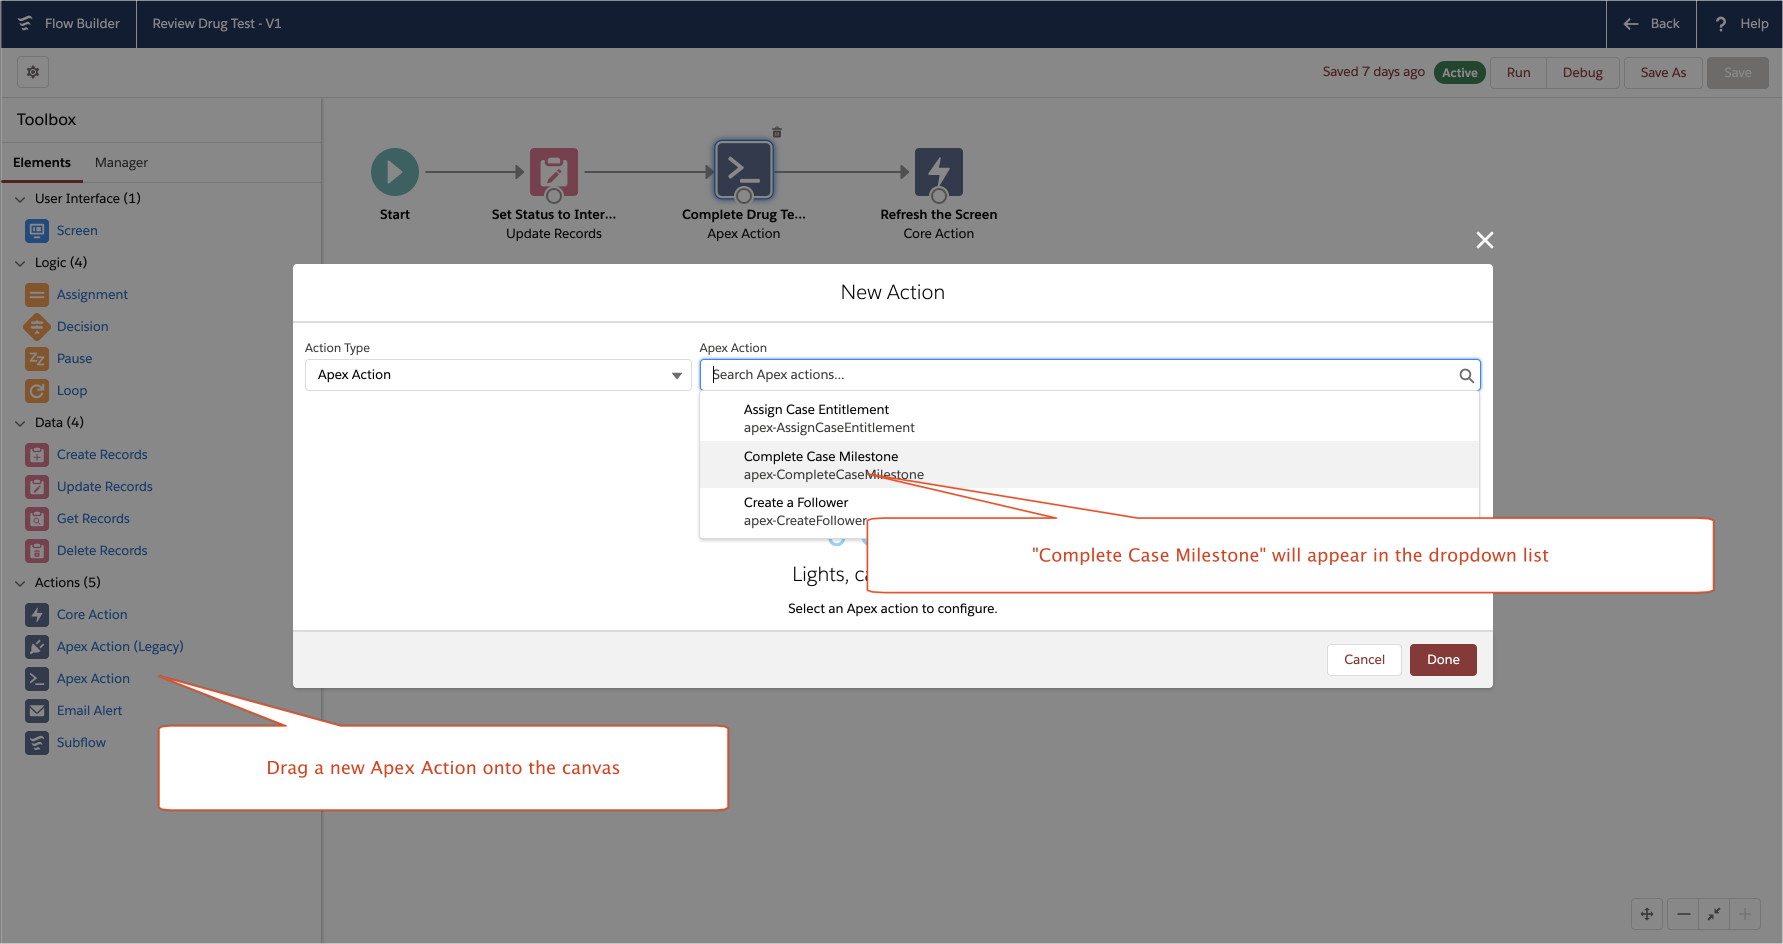 Flow Builder
Review Drug Test - V1
Back
Help
Saved 7 days ago
Active
Run
Debug
Save As
Save
Toolbox
Elements
Manager
User Interface (1)
Screen
Logic (4)
Assignment
Decision
Pause
Loop
Data (4)
Create Records
Update Records
Get Records
Delete Records
Actions (5)
Core Action
Apex Action (Legacy)
Apex Action
Email Alert
Subflow
Start
Set Status to Inter...
Update Records
Complete Drug Te...
Apex Action
Refresh the Screen
Core Action
New Action
Action Type
Apex Action
Apex Action
Search Apex actions...
Assign Case Entitlement
apex-AssignCaseEntitlement
Complete Case Milestone
apex-CompleteCaseMilestone
Create a Follower
apex-CreateFollower
"Complete Case Milestone" will appear in the dropdown list
Lights,
Select an Apex action to configure.
Cancel
Done
Drag a new Apex Action onto the canvas